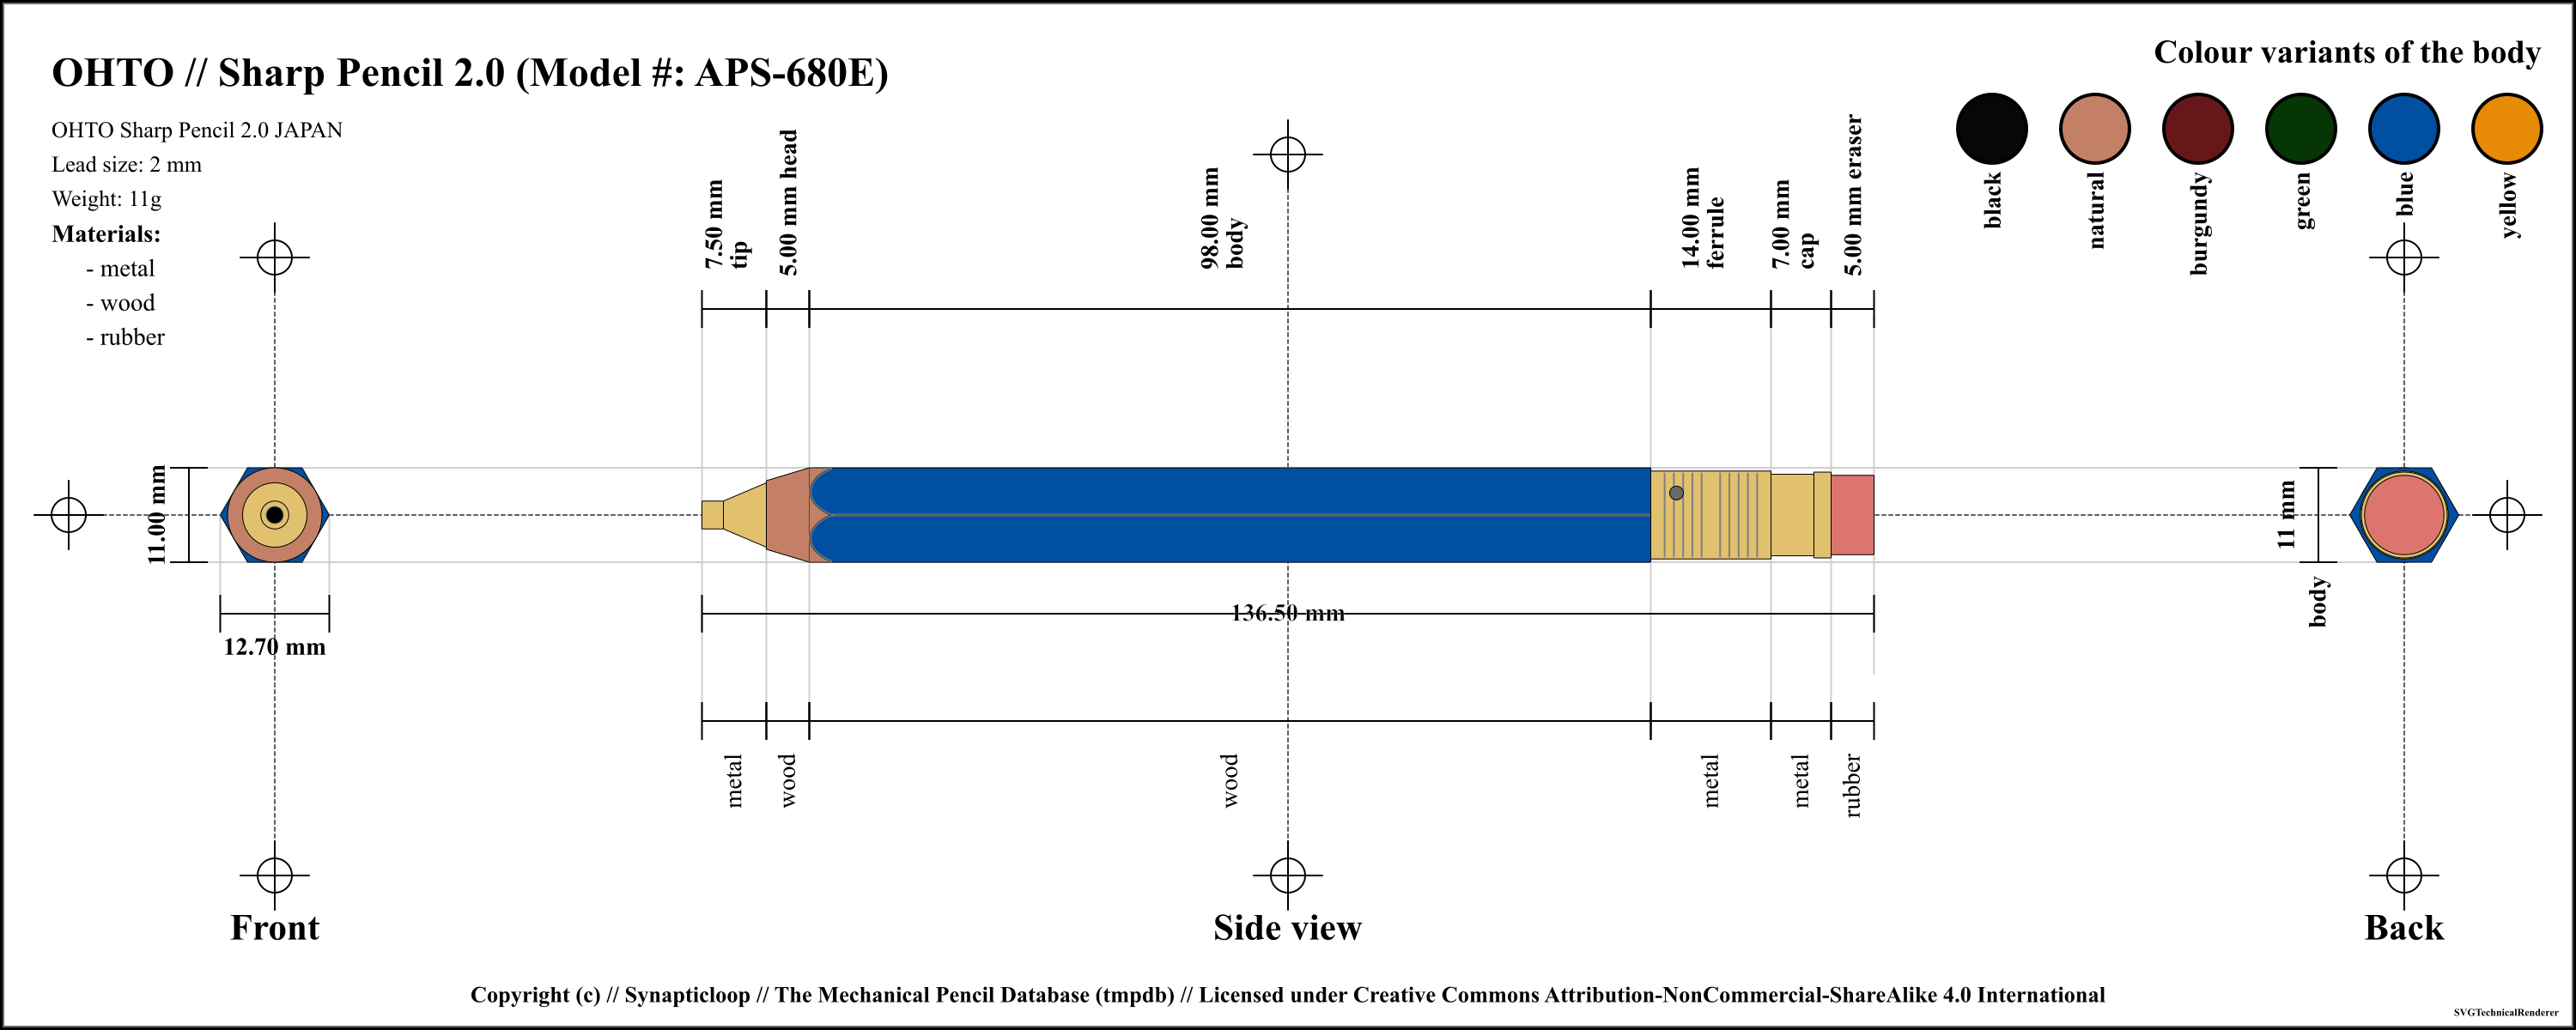 OHTO // Sharp Pencil 2.0 (Model #: APS-680E)
OHTO Sharp Pencil 2.0 JAPAN
Lead size: 2 mm
Weight: 11g
Materials:
- metal
- wood
- rubber
Colour variants of the body
black
natural
burgundy
green
blue
yellow
7.50 mm
tip
5.00 mm head
98.00 mm
body
14.00 mm
ferrule
7.00 mm
cap
5.00 mm eraser
11.00 mm
12.70 mm
136.50 mm
11 mm
body
metal
wood
wood
metal
metal
rubber
Front
Side view
Back
Copyright (c) // Synapticloop // The Mechanical Pencil Database (tmpdb) // Licensed under Creative Commons Attribution-NonCommercial-ShareAlike 4.0 International
SVGTechnicalRenderer